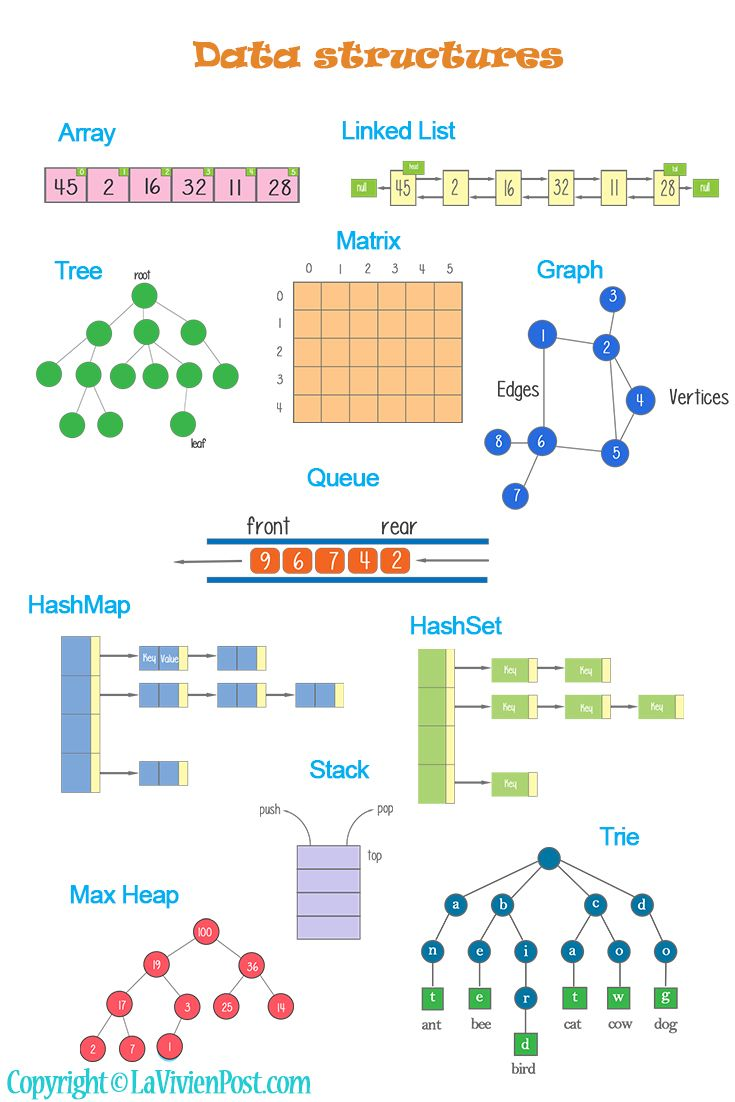 Data structures
Array
0 1 2 3 4 5
45 2 16 32 11 28
Linked List
head tail
null 45 2 16 32 11 28 null
Tree
root
leaf
Matrix
0 1 2 3 4 5
0
1
2
3
4
Graph
3
1
2
Edges
4 Vertices
8 6 5
7
Queue
front rear
9 6 7 4 2
HashMap
Key Value
HashSet
Key Key
Key Key Key
Key
Stack
push pop
top
Max Heap
100
19 36
17 3 25 14
2 7 1
Trie
a b c d
n e i a o o
t e r t w g
ant bee cat cow dog
d
bird
Copyright © LaVivienPost.com